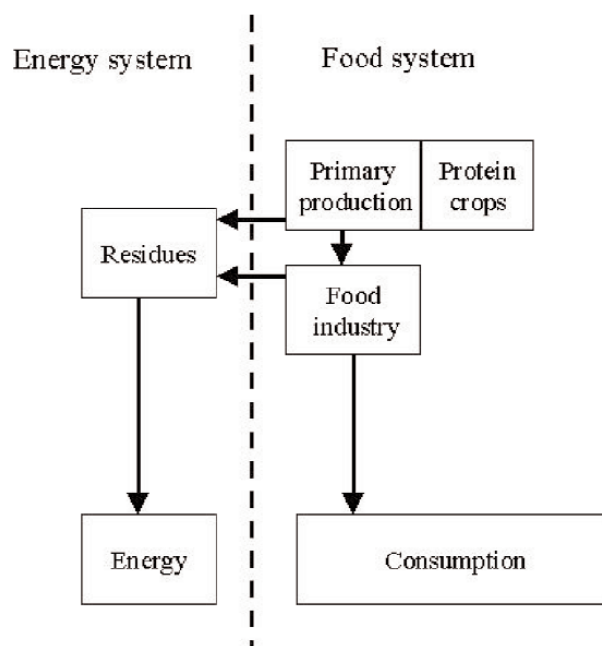 Energy system
Food system
Primary
production
Protein
crops
Residues
Food
industry
Energy
Consumption